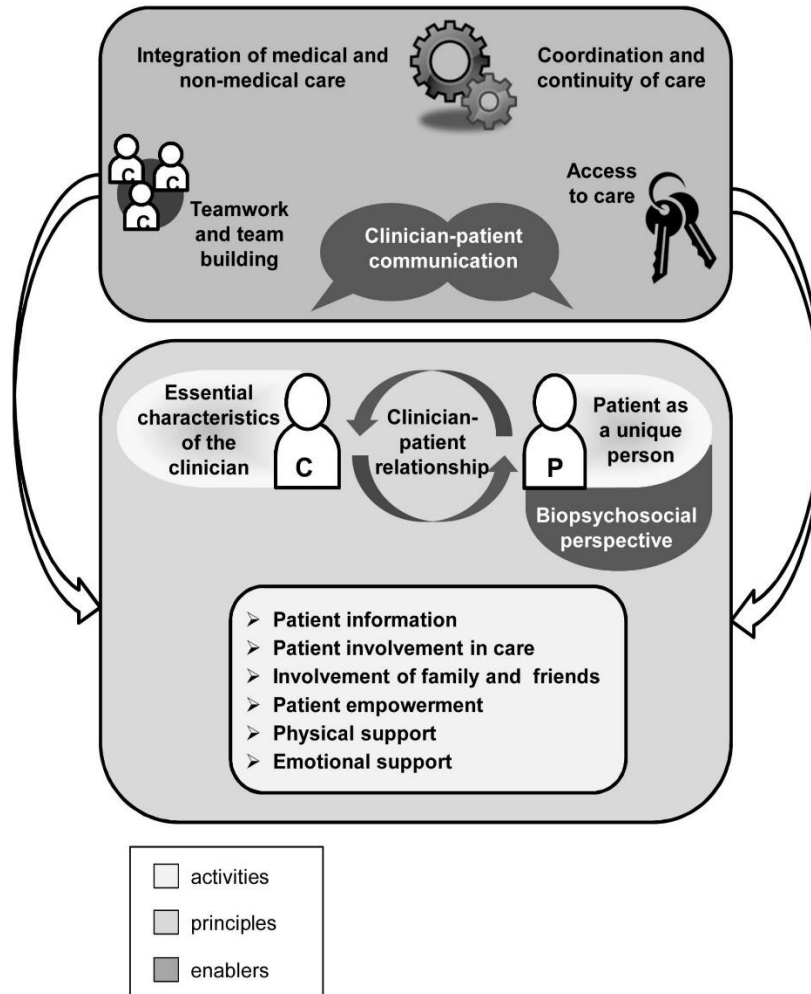 Integration of medical and
non-medical care
Coordination and
continuity of care
C
C
C
Teamwork
and team
building
Clinician-patient
communication
Access
to care
Essential
characteristics
of the
clinician
C
Clinician-
patient
relationship
P
Patient as
a unique
person
Biopsychosocial
perspective
➢ Patient information
➢ Patient involvement in care
➢ Involvement of family and friends
➢ Patient empowerment
➢ Physical support
➢ Emotional support
activities
principles
enablers